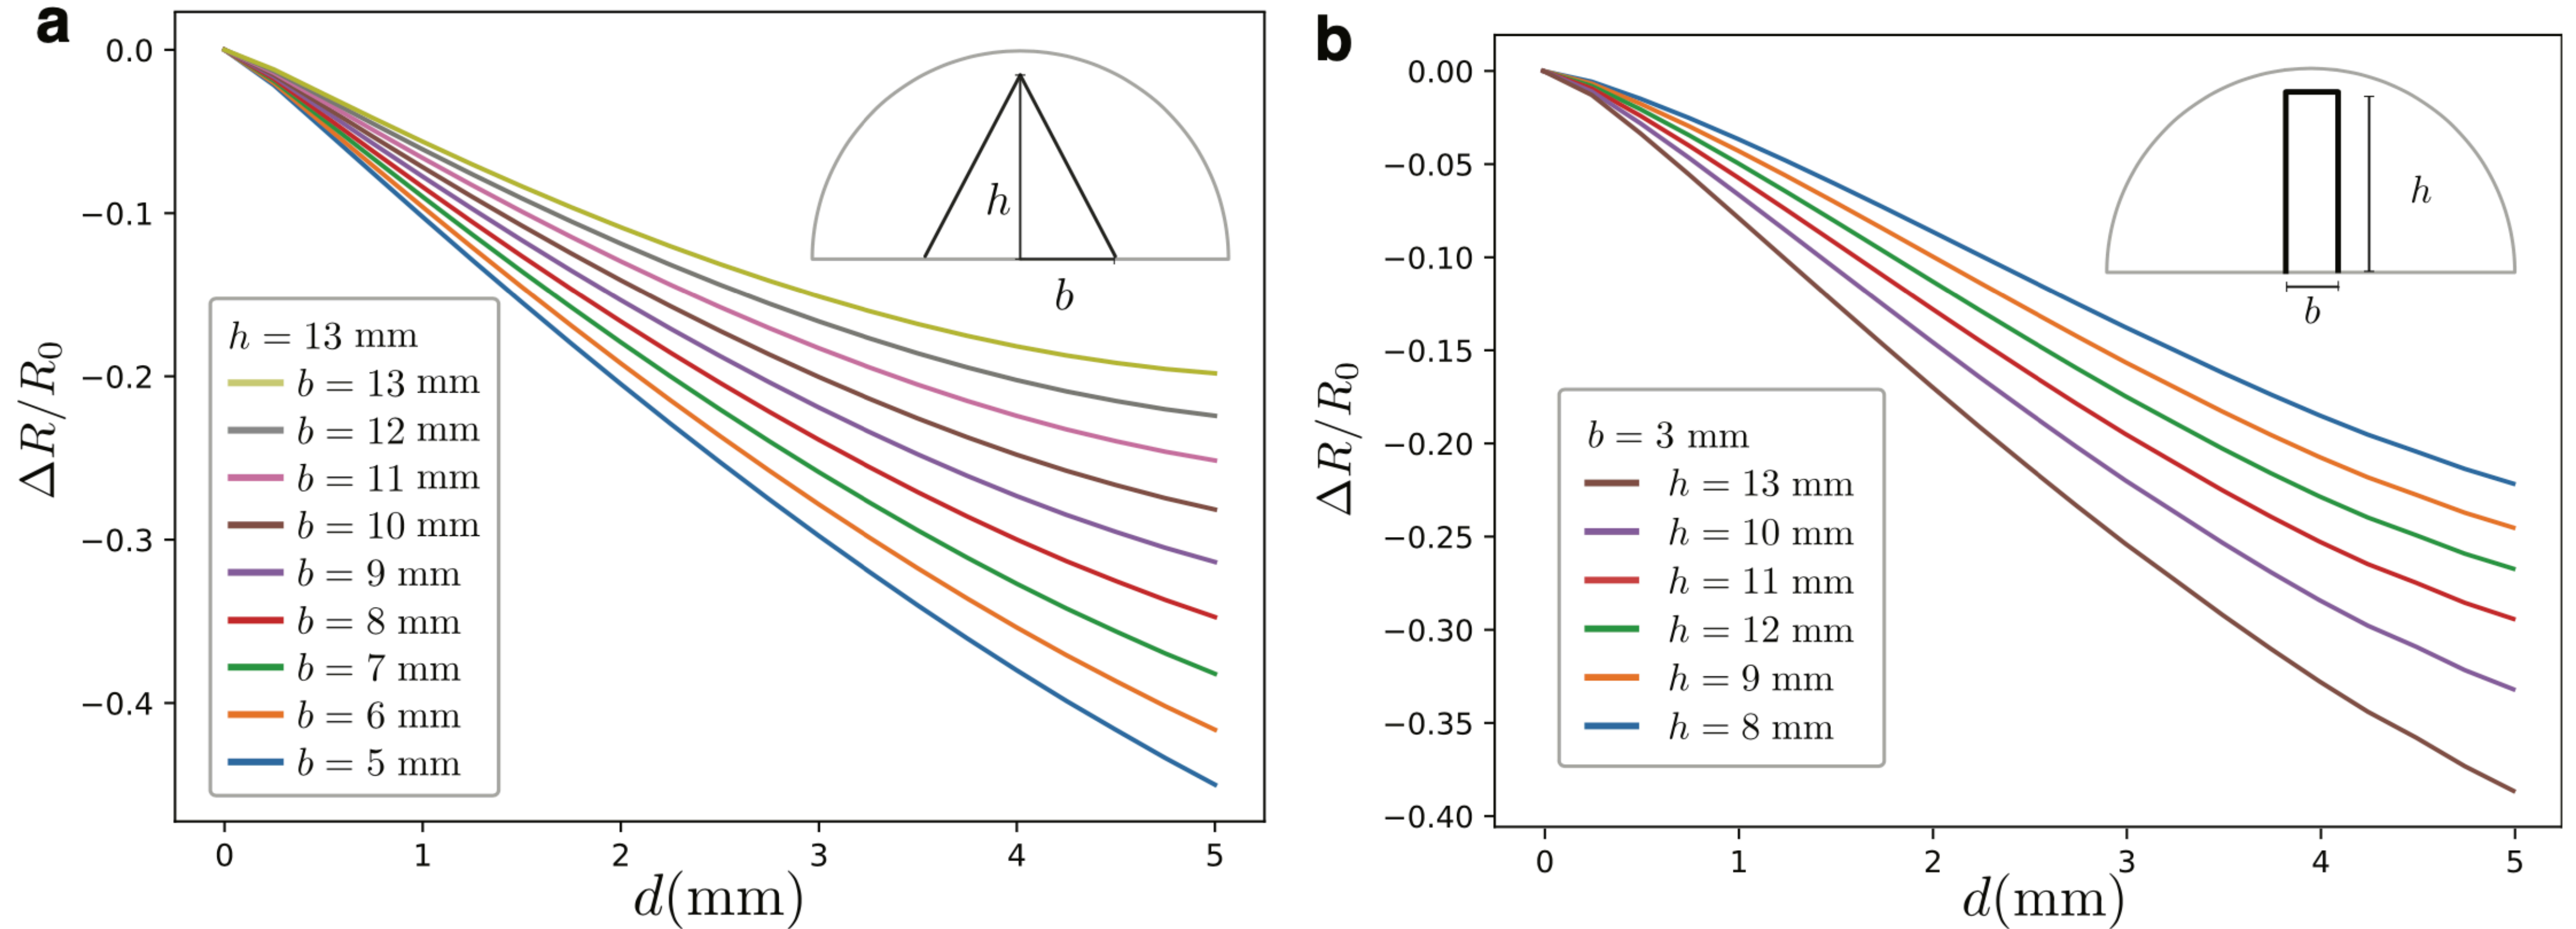 a
0.0
−0.1
−0.2
−0.3
−0.4
ΔR/R₀
h
b
h = 13 mm
b = 13 mm
b = 12 mm
b = 11 mm
b = 10 mm
b = 9 mm
b = 8 mm
b = 7 mm
b = 6 mm
b = 5 mm
0 1 2 3 4 5
d(mm)
b
0.00
−0.05
−0.10
−0.15
−0.20
−0.25
−0.30
−0.35
−0.40
ΔR/R₀
h
b
b = 3 mm
h = 13 mm
h = 10 mm
h = 11 mm
h = 12 mm
h = 9 mm
h = 8 mm
0 1 2 3 4 5
d(mm)